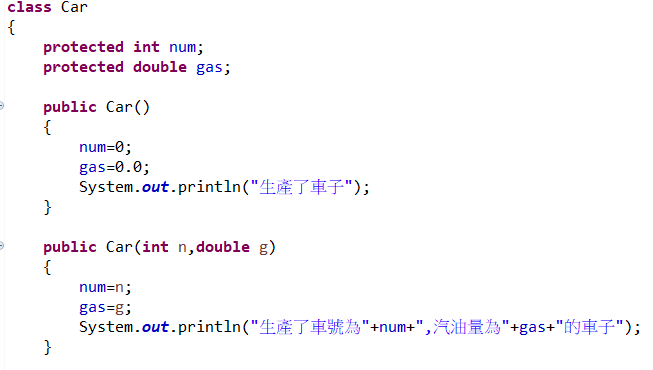 class Car
{
    protected int num;
    protected double gas;

    public Car()
    {
        num=0;
        gas=0.0;
        System.out.println("生產了車子");
    }

    public Car(int n,double g)
    {
        num=n;
        gas=g;
        System.out.println("生產了車號為"+num+",汽油量為"+gas+"的車子");
    }